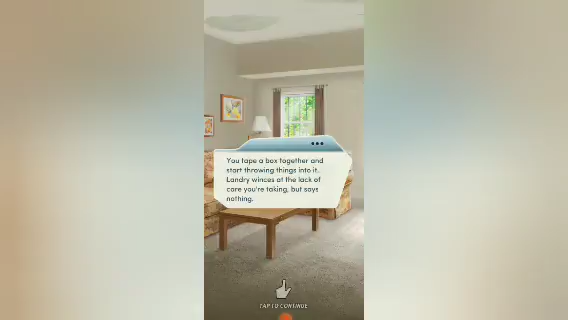 You tape a box together and
start throwing things into it.
Landry winces at the lack of
care you're taking, but says
nothing.
TAP TO CONTINUE